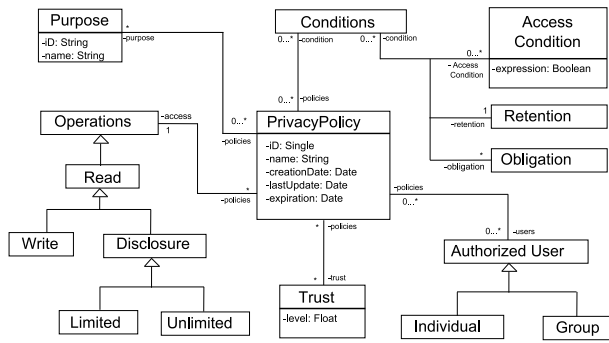 Purpose
-iD: String
-name: String
*
-purpose
Conditions
0...*
-condition
0...*
-condition
0...*
-Access
Condition
Access
Condition
-expression: Boolean
1
-retention
Retention
*
-obligation
Obligation
Operations
-access
1
0...*
-policies
0...*
-policies
PrivacyPolicy
-iD: Single
-name: String
-creationDate: Date
-lastUpdate: Date
-expiration: Date
*
-policies
-policies
0...*
Read
Write
Disclosure
Limited
Unlimited
*
-policies
*
-trust
Trust
-level: Float
0...*
-users
Authorized User
Individual
Group